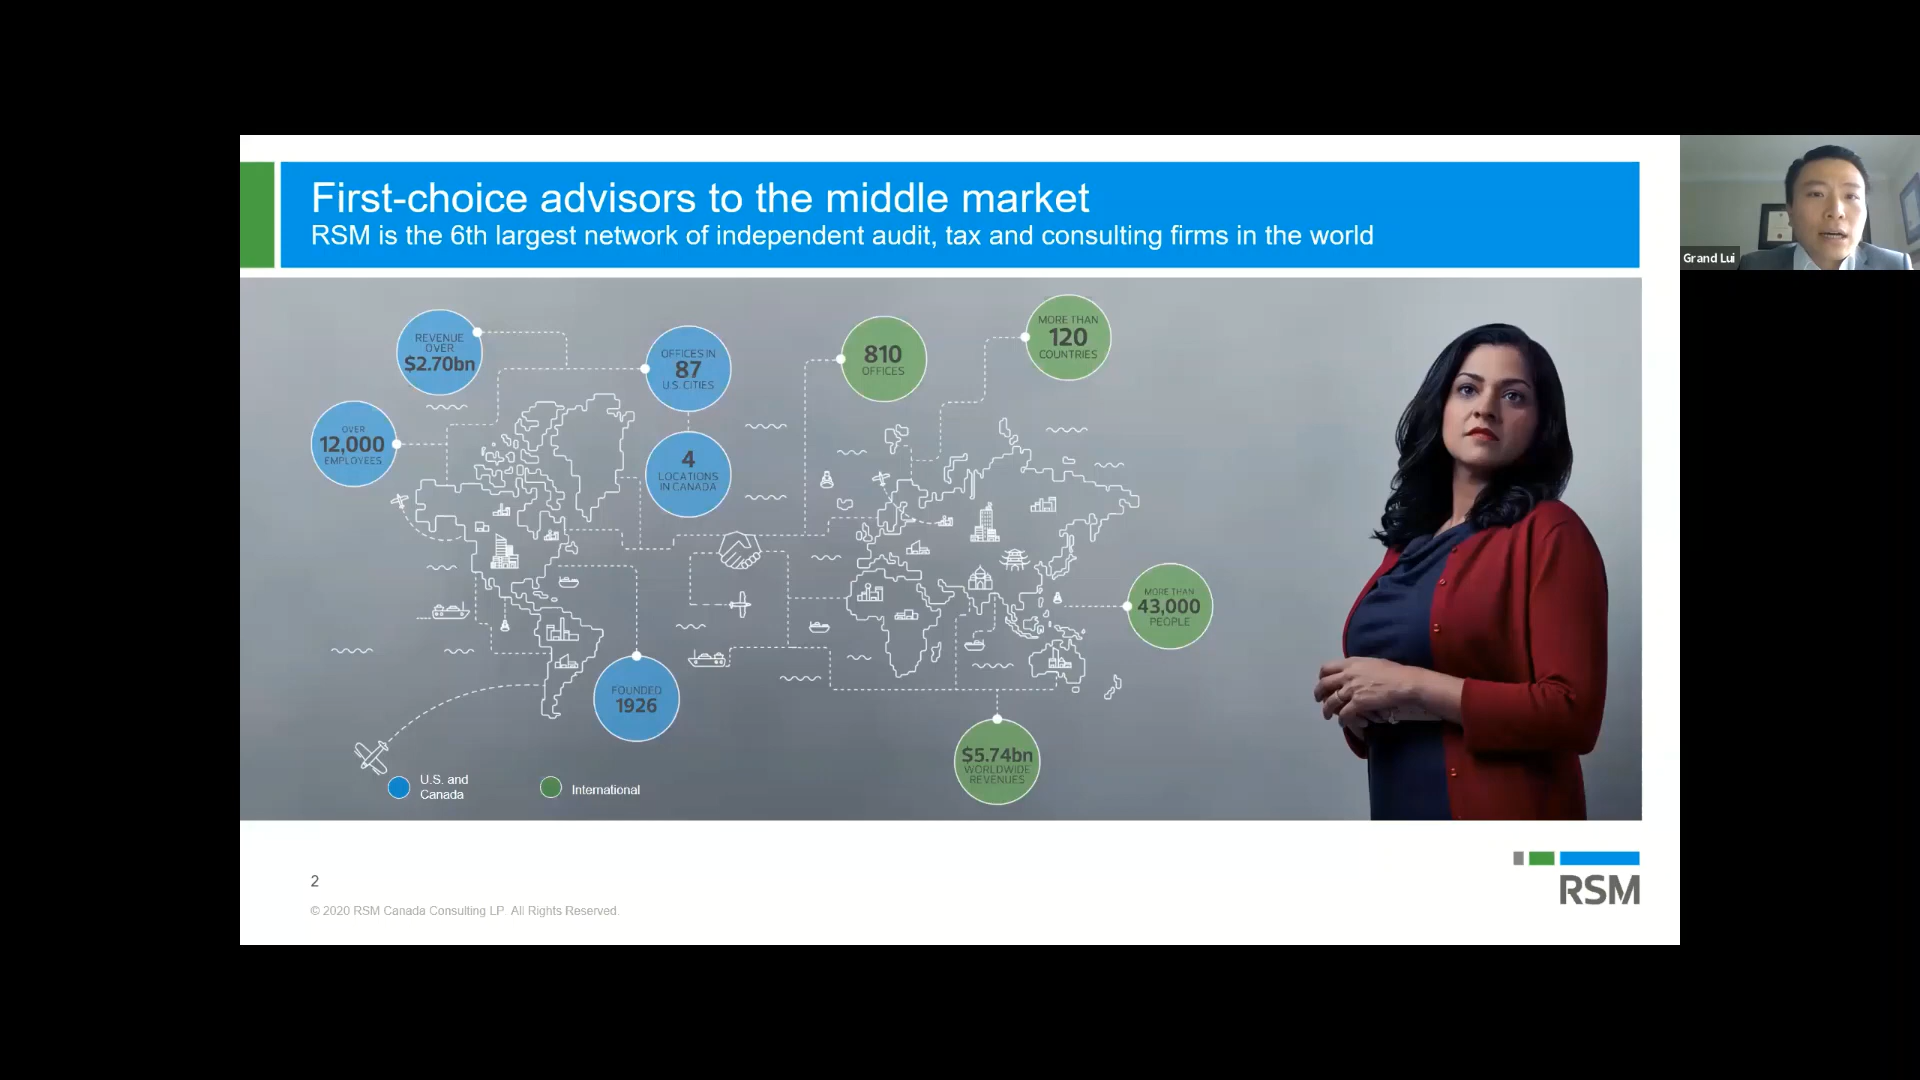 First-choice advisors to the middle market
RSM is the 6th largest network of independent audit, tax and consulting firms in the world
Grand Lui
REVENUE
OVER
$2.70bn
OFFICES IN
87
U.S. CITIES
810
OFFICES
MORE THAN
120
COUNTRIES
OVER
12,000
EMPLOYEES
4
LOCATIONS
IN CANADA
MORE THAN
43,000
PEOPLE
FOUNDED
1926
$5.74bn
WORLDWIDE
REVENUES
U.S. and
Canada
International
2
© 2020 RSM Canada Consulting LP. All Rights Reserved.
RSM